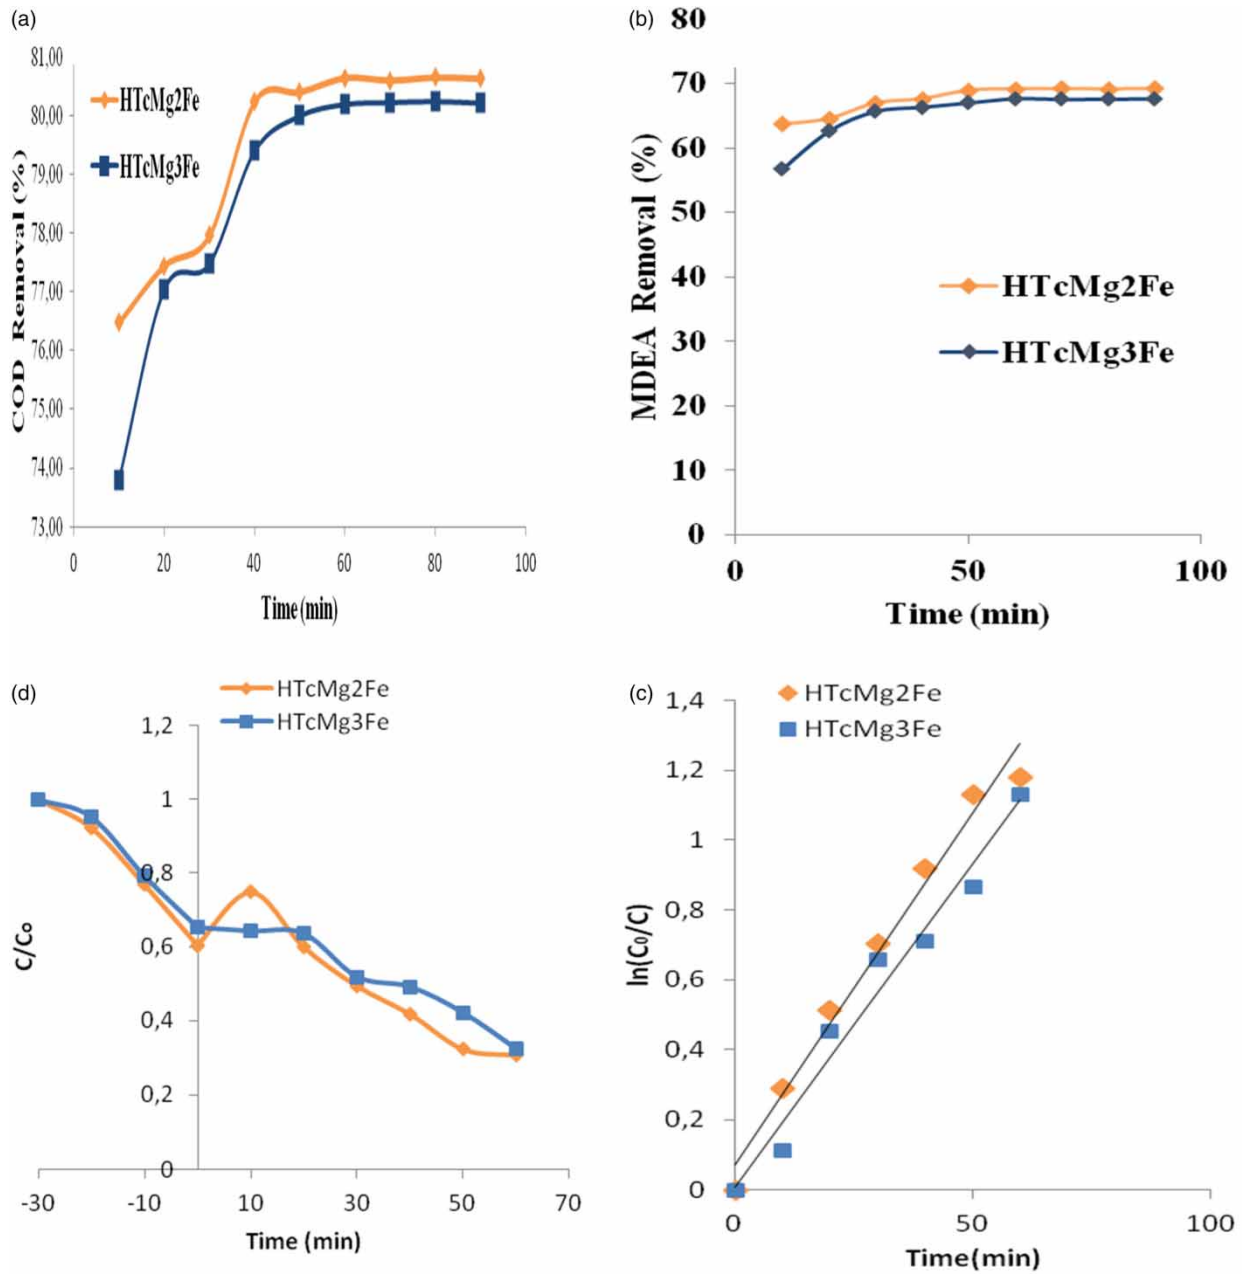 (a)
81,00
80,00
79,00
78,00
77,00
76,00
75,00
74,00
73,00
COD Removal (%)
HTcMg2Fe
HTcMg3Fe
0 20 40 60 80 100
Time (min)
(b)
80
70
60
50
40
30
20
10
0
MDEA Removal (%)
HTcMg2Fe
HTcMg3Fe
0 50 100
Time (min)
(d)
HTcMg2Fe
HTcMg3Fe
1,2
1
0,8
0,6
0,4
0,2
0
C/C₀
-30 -10 10 30 50 70
Time (min)
(c)
HTcMg2Fe
HTcMg3Fe
1,4
1,2
1
0,8
0,6
0,4
0,2
0
ln(C₀/C)
0 50 100
Time(min)